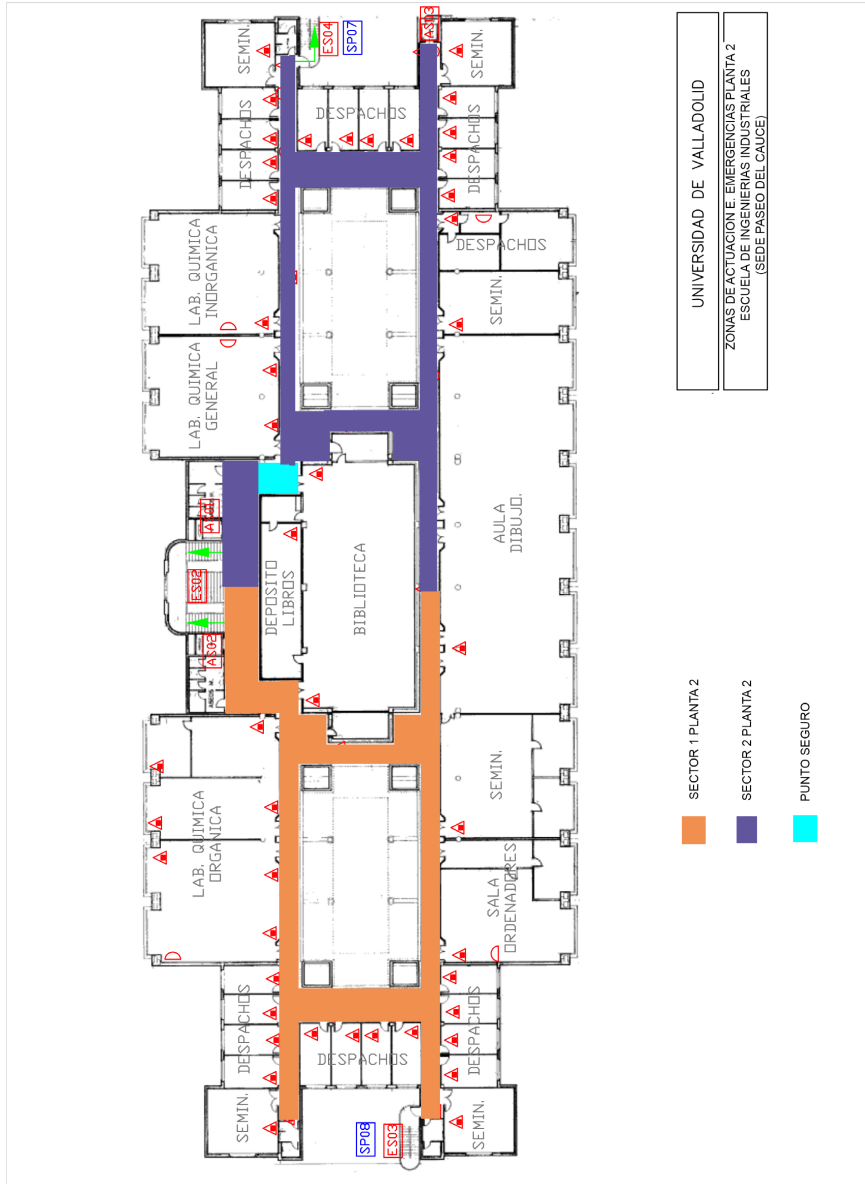 ES04
SP07
AS03
SEMIN.
SEMIN.
DESPACHOS
DESPACHOS
DESPACHOS
LAB. QUIMICA
INORGANICA
DESPACHOS
SEMIN.
LAB. QUIMICA
GENERAL
AULA
DIBUJO.
BIBLIOTECA
DEPOSITO
LIBROS
ES02
AS02
LAB. QUIMICA
ORGANICA
SEMIN.
SALA
ORDENADORES
DESPACHOS
DESPACHOS
DESPACHOS
SEMIN.
SP08
ES03
SEMIN.
UNIVERSIDAD DE VALLADOLID
ZONAS DE ACTUACION E. EMERGENCIAS PLANTA 2
ESCUELA DE INGENIERIAS INDUSTRIALES
(SEDE PASEO DEL CAUCE)
SECTOR 1 PLANTA 2
SECTOR 2 PLANTA 2
PUNTO SEGURO